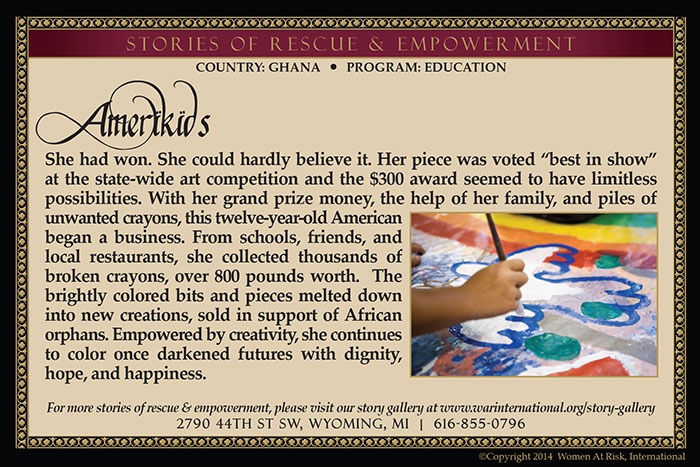 STORIES OF RESCUE & EMPOWERMENT
COUNTRY: GHANA • PROGRAM: EDUCATION
Amerikids
She had won. She could hardly believe it. Her piece was voted “best in show”
at the state-wide art competition and the $300 award seemed to have limitless
possibilities. With her grand prize money, the help of her family, and piles of
unwanted crayons, this twelve-year-old American
began a business. From schools, friends, and
local restaurants, she collected thousands of
broken crayons, over 800 pounds worth. The
brightly colored bits and pieces melted down
into new creations, sold in support of African
orphans. Empowered by creativity, she continues
to color once darkened futures with dignity,
hope, and happiness.
For more stories of rescue & empowerment, please visit our story gallery at www.warinternational.org/story-gallery
2790 44TH ST SW, WYOMING, MI | 616-855-0796
©Copyright 2014 Women At Risk, International